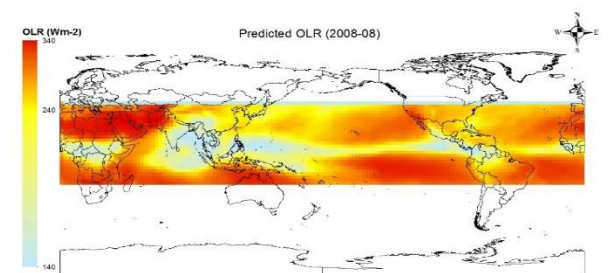 OLR (Wm-2)
Predicted OLR (2008-08)
340
240
140
N
W
E
S